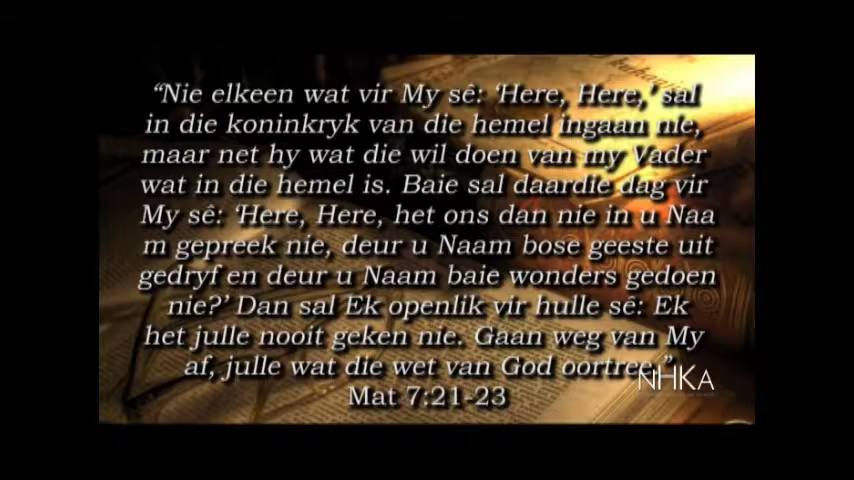 “Nie elkeen wat vir My sê: ‘Here, Here,’ sal
in die koninkryk van die hemel ingaan nie,
maar net hy wat die wil doen van my Vader
wat in die hemel is. Baie sal daardie dag vir
My sê: ‘Here, Here, het ons dan nie in u Naa
m gepreek nie, deur u Naam bose geeste uit
gedryf en deur u Naam baie wonders gedoen
nie?’ Dan sal Ek openlik vir hulle sê: Ek
het julle nooit geken nie. Gaan weg van My
af, julle wat die wet van God oortree.”
NHKA
Mat 7:21-23